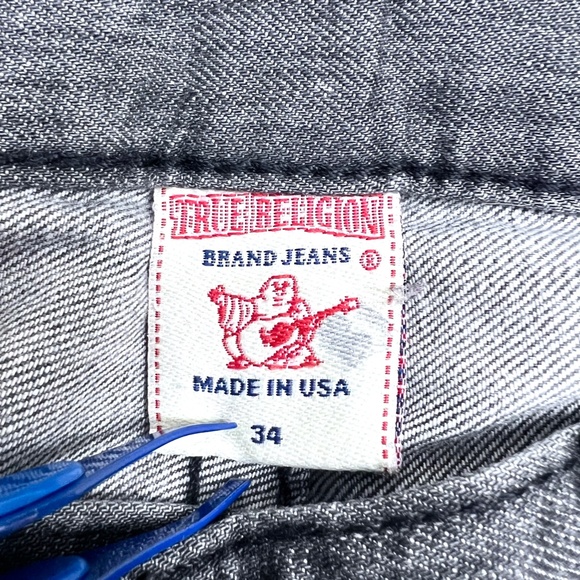 TRUE RELIGION
BRAND JEANS ®
MADE IN USA
34